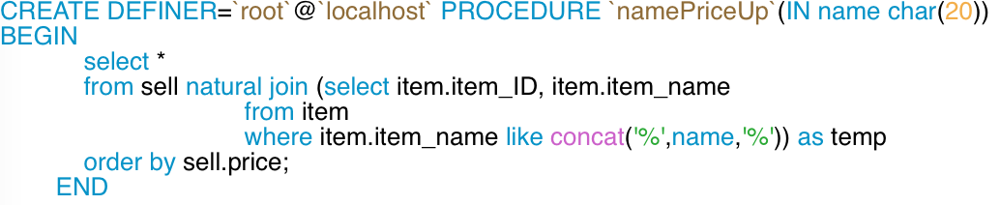 CREATE DEFINER=`root`@`localhost` PROCEDURE `namePriceUp`(IN name char(20))
BEGIN
select *
from sell natural join (select item.item_ID, item.item_name
from item
where item.item_name like concat('%',name,'%')) as temp
order by sell.price;
END